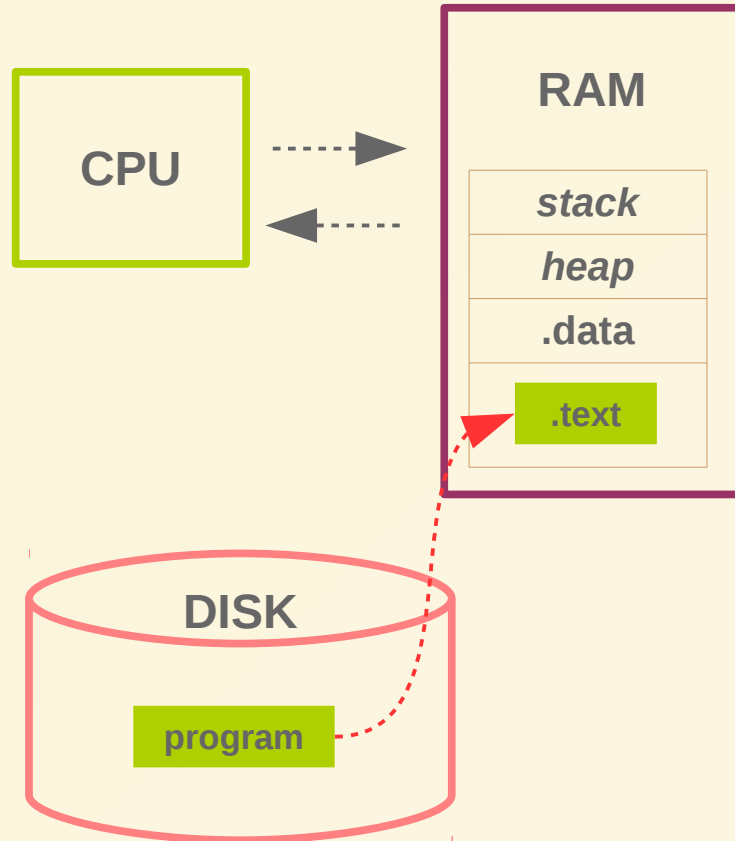 CPU
RAM
stack
heap
.data
.text
DISK
program